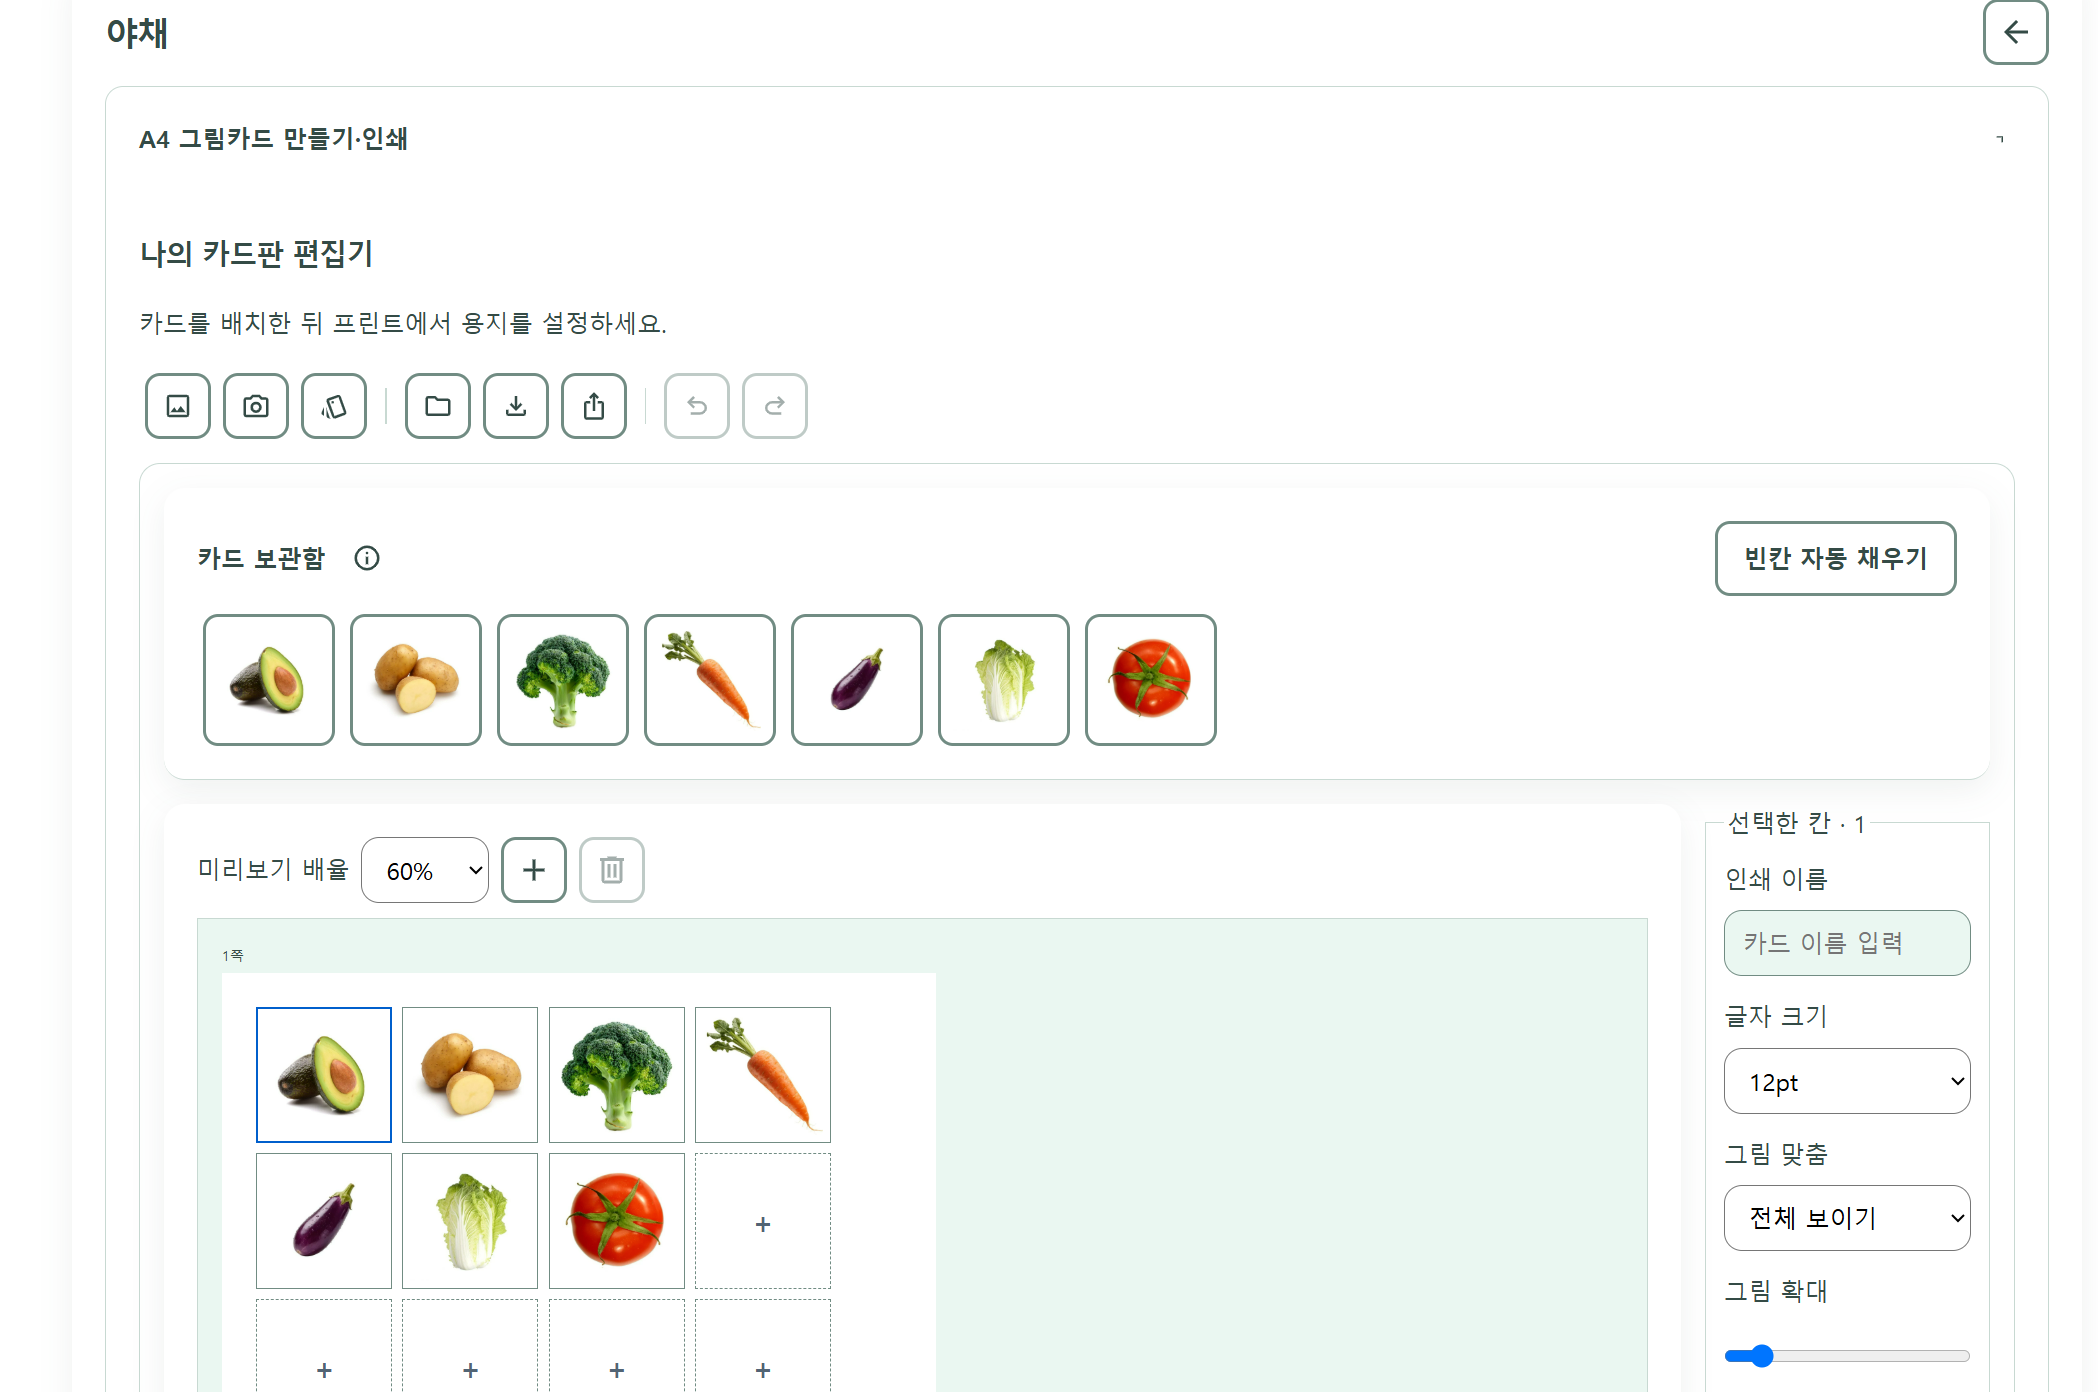 야채
A4 그림카드 만들기·인쇄
나의 카드판 편집기
카드를 배치한 뒤 프린트에서 용지를 설정하세요.
카드 보관함
빈칸 자동 채우기
미리보기 배율 60%
1쪽
선택한 칸 · 1
인쇄 이름
카드 이름 입력
글자 크기
12pt
그림 맞춤
전체 보이기
그림 확대